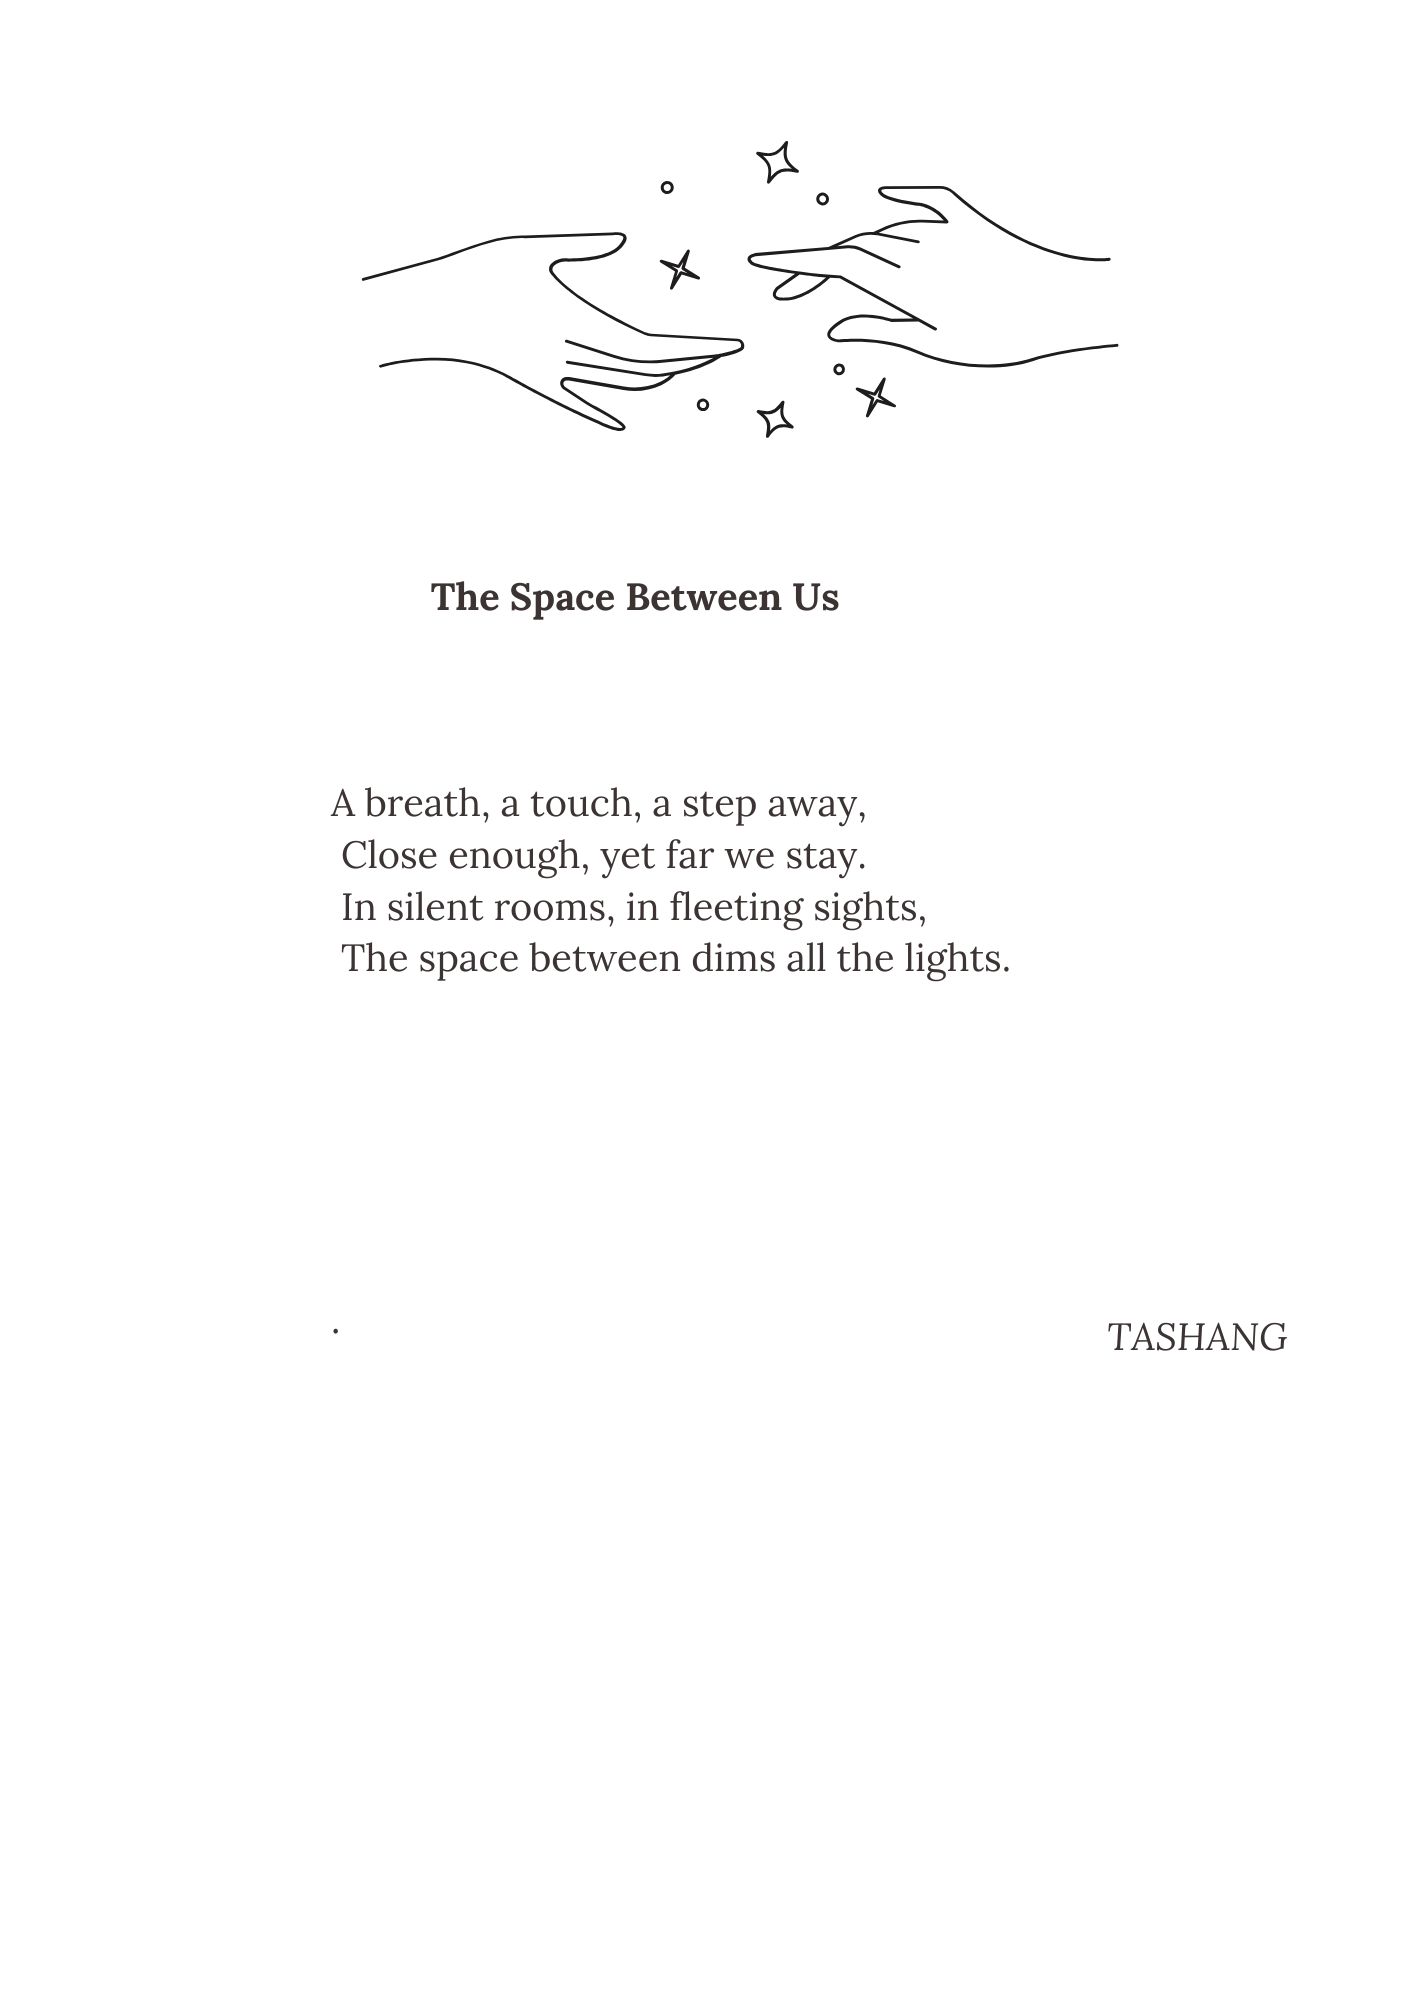 The Space Between Us
A breath, a touch, a step away,
Close enough, yet far we stay.
In silent rooms, in fleeting sights,
The space between dims all the lights.
.
TASHANG